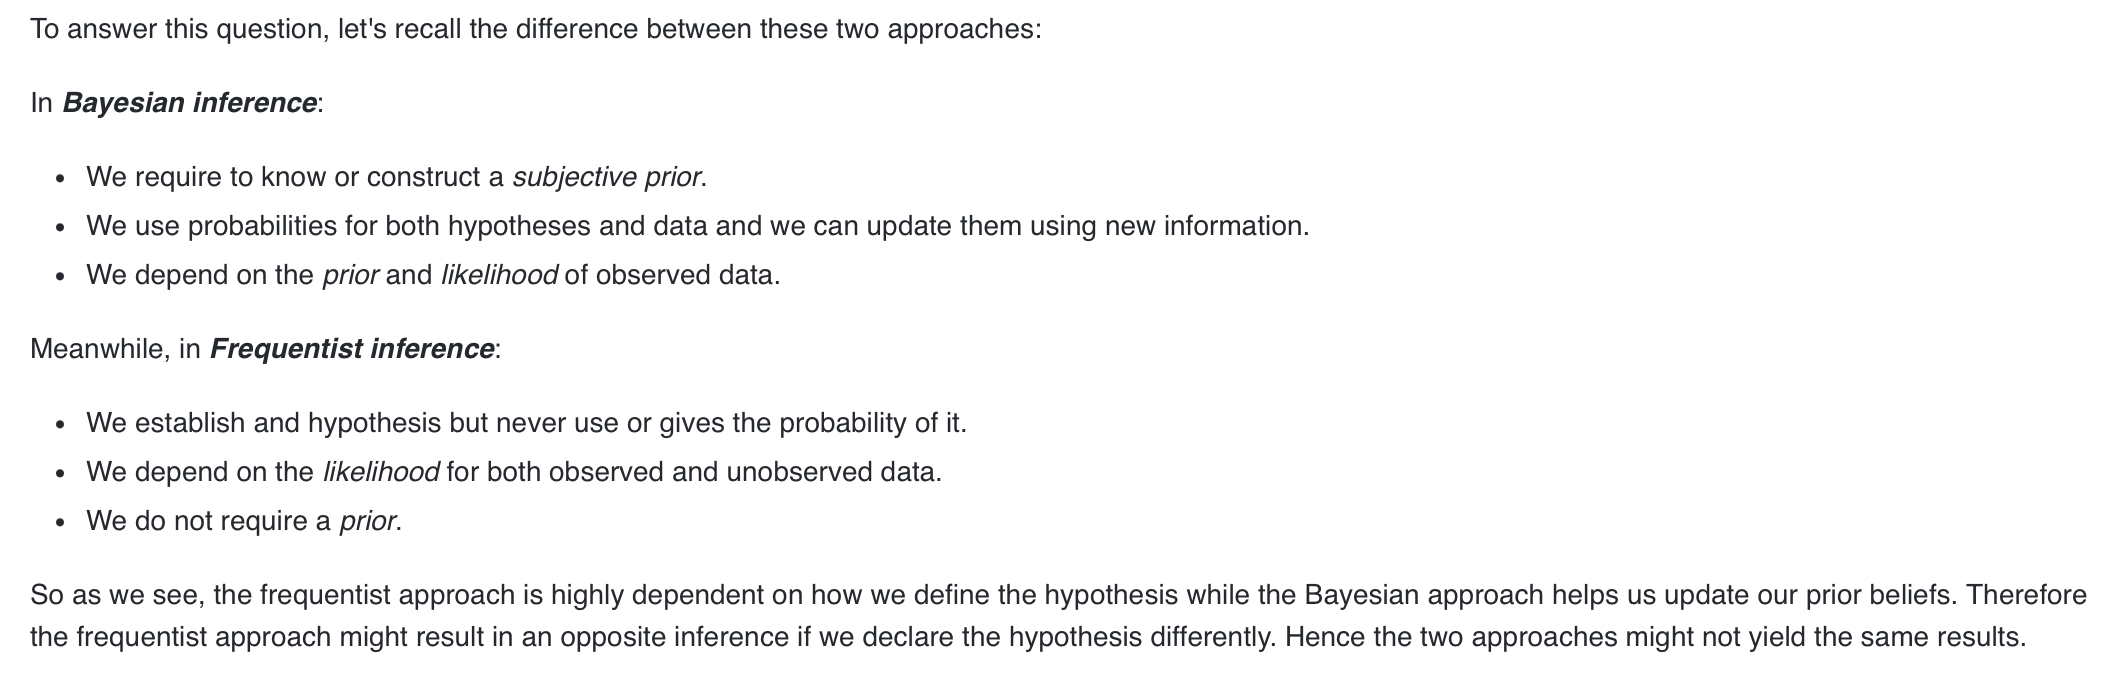 To answer this question, let's recall the difference between these two approaches:
In Bayesian inference:
• We require to know or construct a subjective prior.
• We use probabilities for both hypotheses and data and we can update them using new information.
• We depend on the prior and likelihood of observed data.
Meanwhile, in Frequentist inference:
• We establish and hypothesis but never use or gives the probability of it.
• We depend on the likelihood for both observed and unobserved data.
• We do not require a prior.
So as we see, the frequentist approach is highly dependent on how we define the hypothesis while the Bayesian approach helps us update our prior beliefs. Therefore
the frequentist approach might result in an opposite inference if we declare the hypothesis differently. Hence the two approaches might not yield the same results.